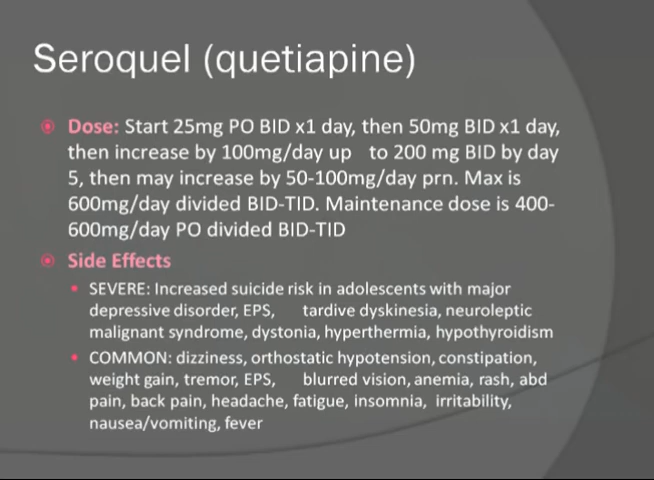 Seroquel (quetiapine)
Dose: Start 25mg PO BID x1 day, then 50mg BID x1 day,
then increase by 100mg/day up to 200 mg BID by day
5, then may increase by 50-100mg/day prn. Max is
600mg/day divided BID-TID. Maintenance dose is 400-
600mg/day PO divided BID-TID
Side Effects
SEVERE: Increased suicide risk in adolescents with major
depressive disorder, EPS, tardive dyskinesia, neuroleptic
malignant syndrome, dystonia, hyperthermia, hypothyroidism
COMMON: dizziness, orthostatic hypotension, constipation,
weight gain, tremor, EPS, blurred vision, anemia, rash, abd
pain, back pain, headache, fatigue, insomnia, irritability,
nausea/vomiting, fever